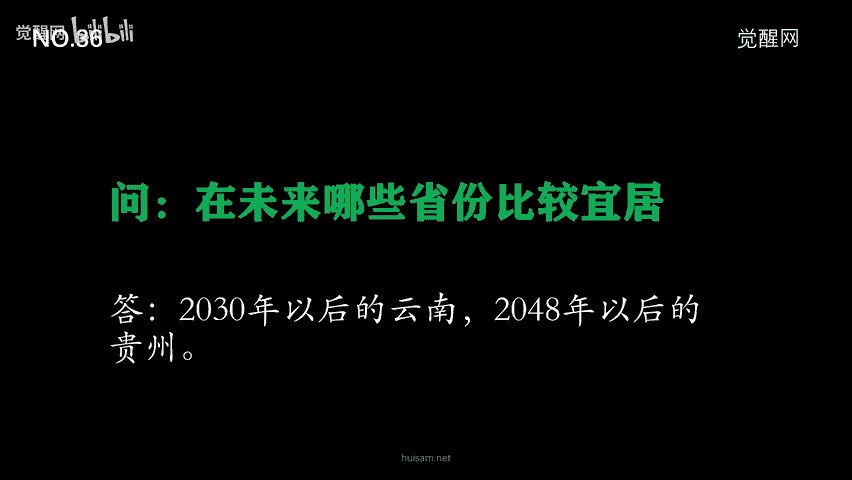 觉醒网 bilibili
NO.36
觉醒网
问：在未来哪些省份比较宜居
答：2030年以后的云南，2048年以后的
贵州。
huisam.net